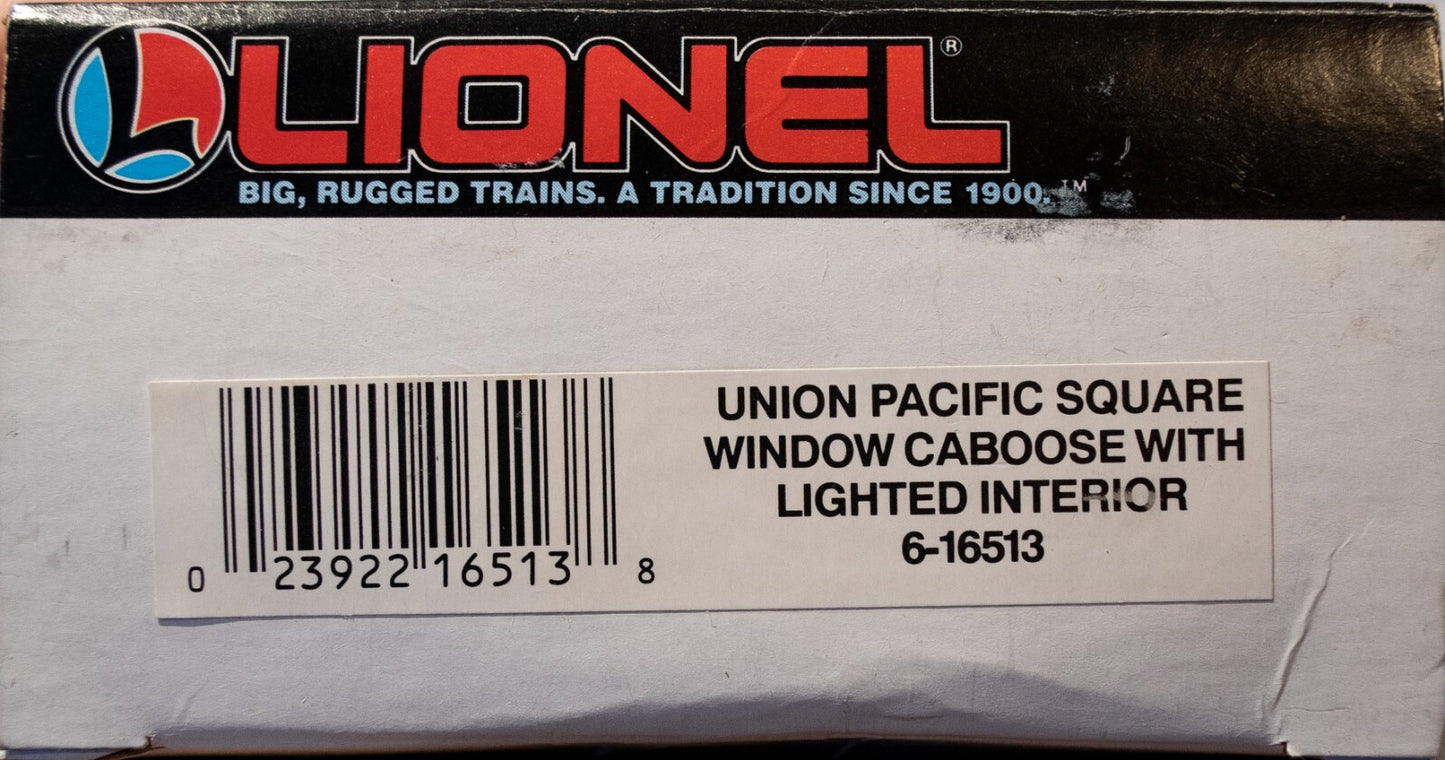 LIONEL®
BIG, RUGGED TRAINS. A TRADITION SINCE 1900.™
UNION PACIFIC SQUARE
WINDOW CABOOSE WITH
LIGHTED INTERIOR
6-16513
0 23922 16513 8